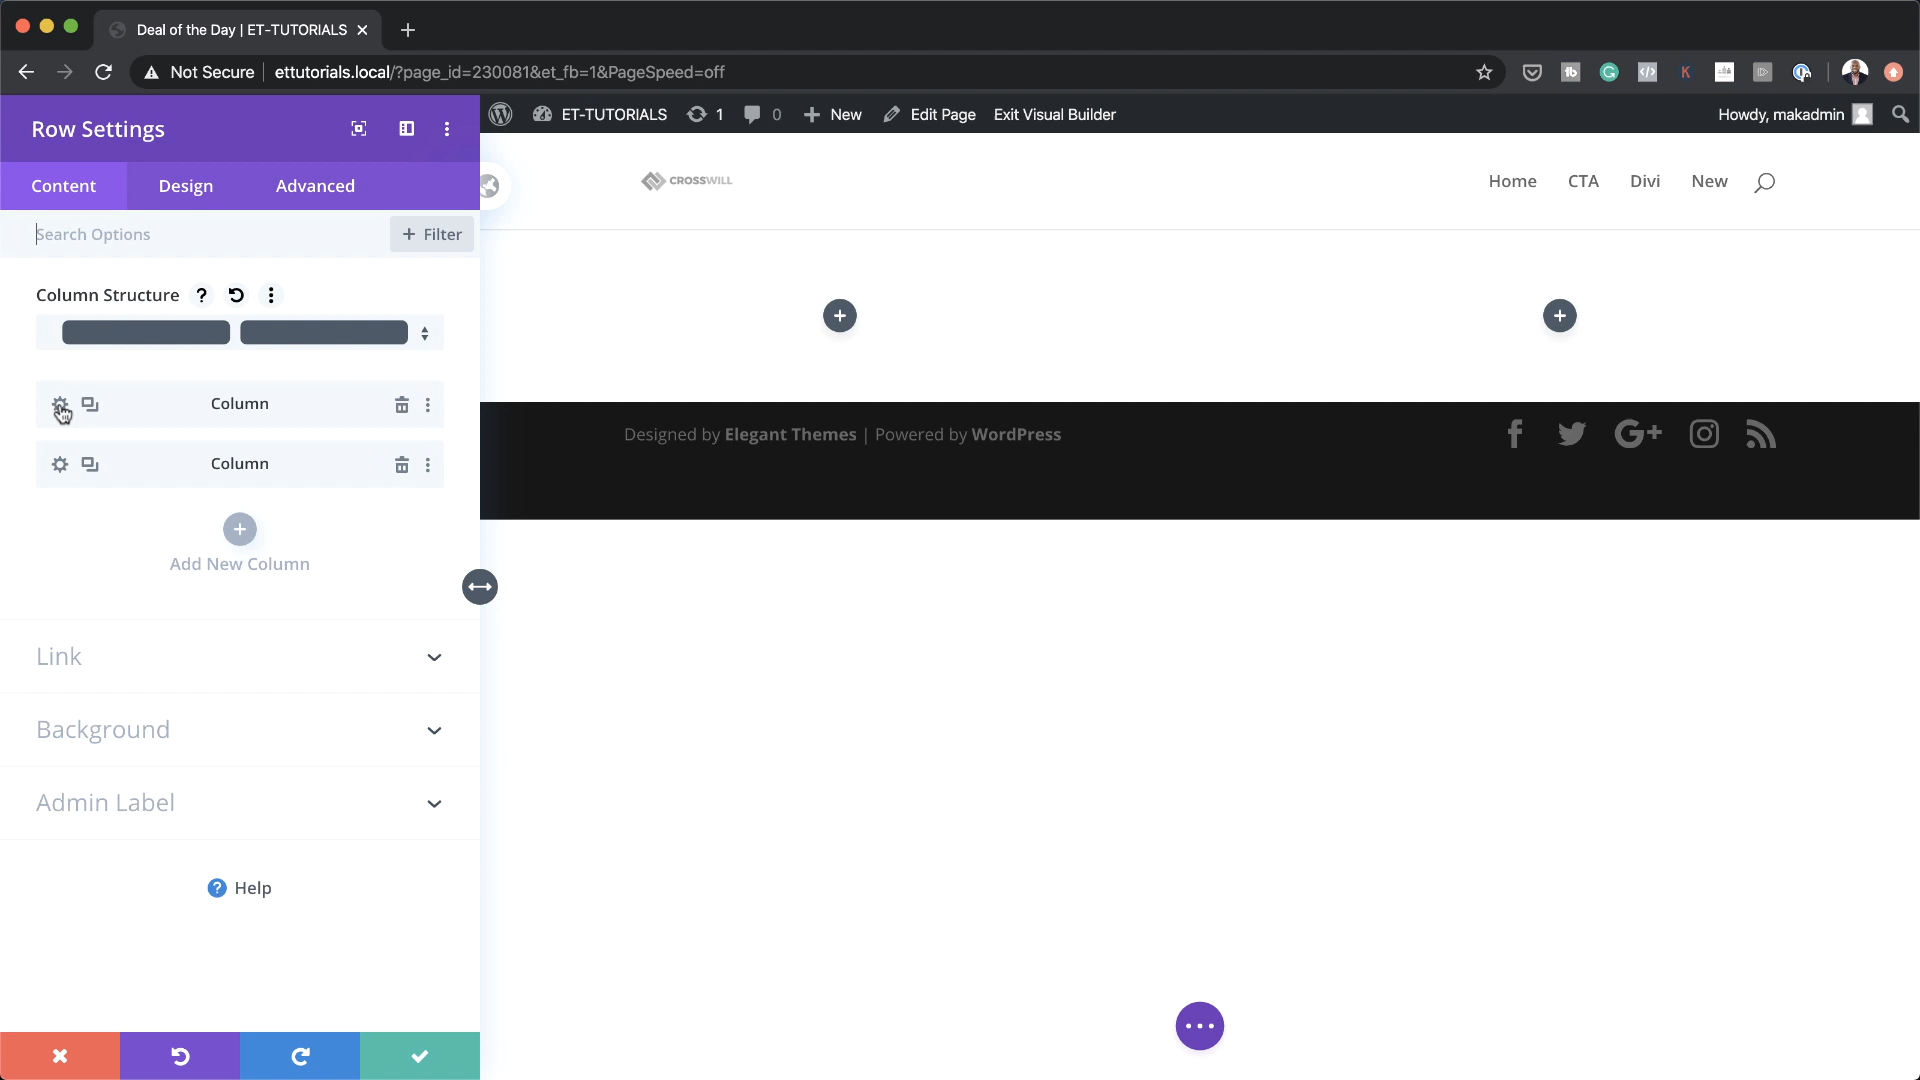 Deal of the Day | ET-TUTORIALS
Not Secure
ettutorials.local/?page_id=230081&et_fb=1&PageSpeed=off
Row Settings
ET-TUTORIALS 1 0 New Edit Page Exit Visual Builder
Howdy, makadmin
Content Design Advanced
CROSSWILL
Home CTA Divi New
Search Options
+ Filter
Column Structure ?
Column
Column
Add New Column
Designed by Elegant Themes | Powered by WordPress
Link
Background
Admin Label
? Help